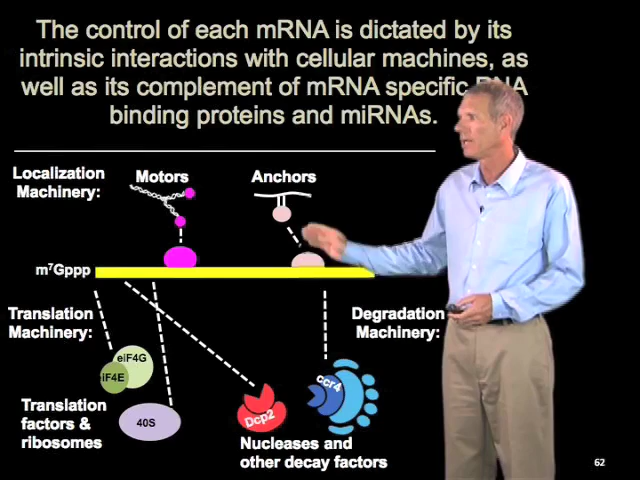 The control of each mRNA is dictated by its
intrinsic interactions with cellular machines, as
well as its complement of mRNA specific RNA
binding proteins and miRNAs.
Localization
Machinery:
Motors
Anchors
m⁷Gppp
Translation
Machinery:
Degradation
Machinery:
eIF4G
iF4E
ccr4
Dcp2
40S
Translation
factors &
ribosomes
Nucleases and
other decay factors
62